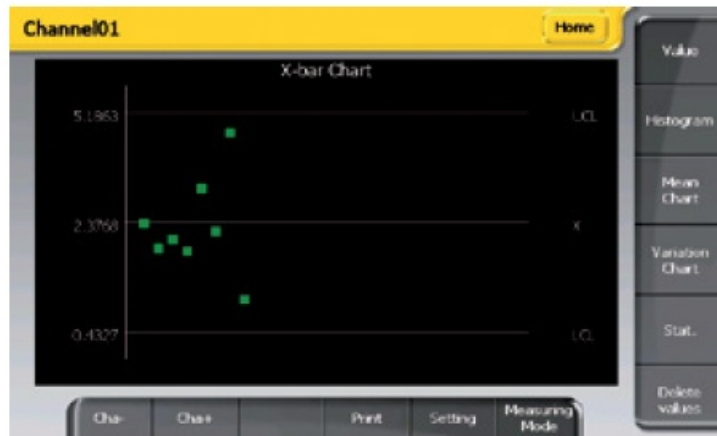 Channel01
Home
X-bar Chart
5.1863
UCL
2.3768
X
-0.4327
LCL
Value
Histogram
Mean
Chart
Variation
Chart
Stat.
Delete
values
Cha-
Cha+
Print
Setting
Measuring
Mode